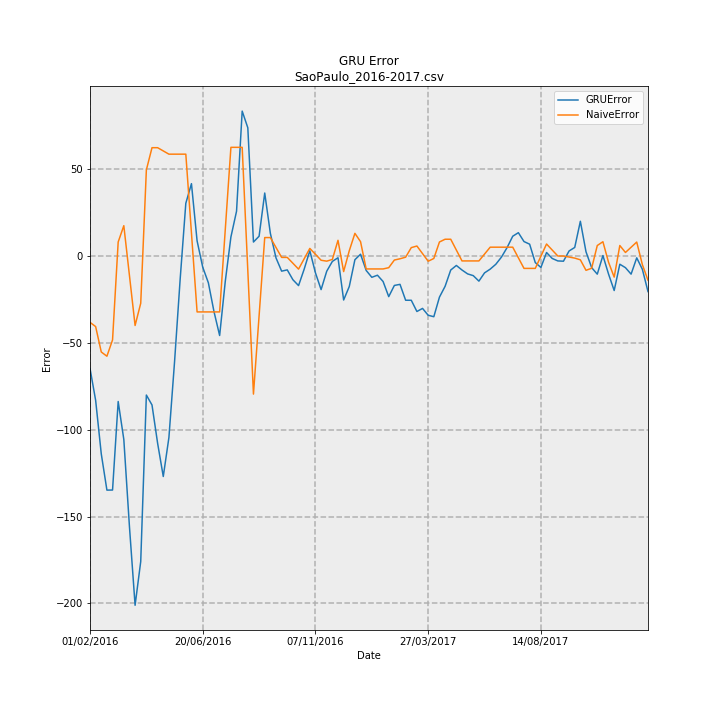 GRU Error
SaoPaulo_2016-2017.csv
GRUError
NaiveError
50
0
−50
−100
−150
−200
Error
01/02/2016
20/06/2016
07/11/2016
27/03/2017
14/08/2017
Date